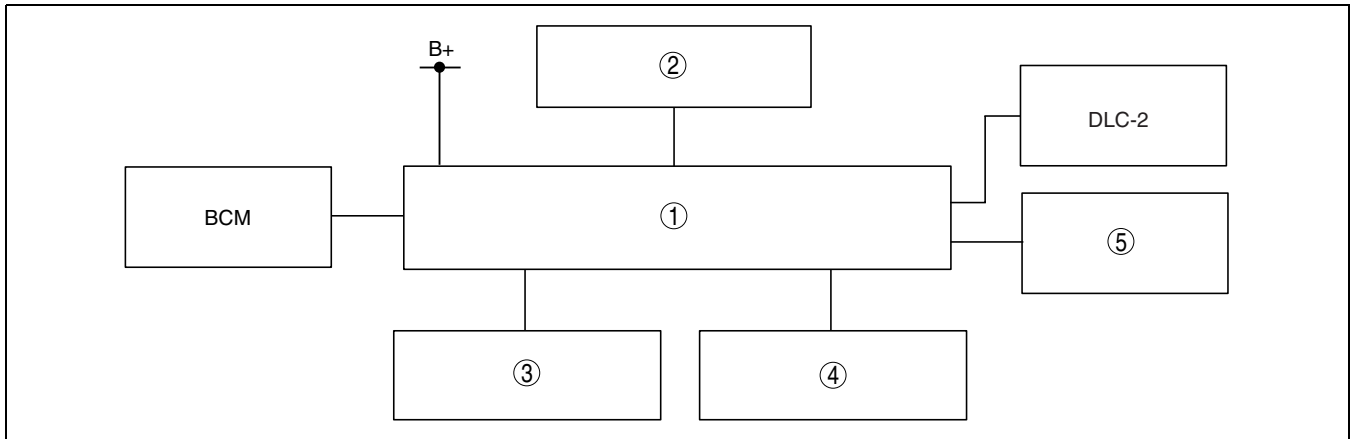 B+
②
DLC-2
BCM
①
⑤
③
④